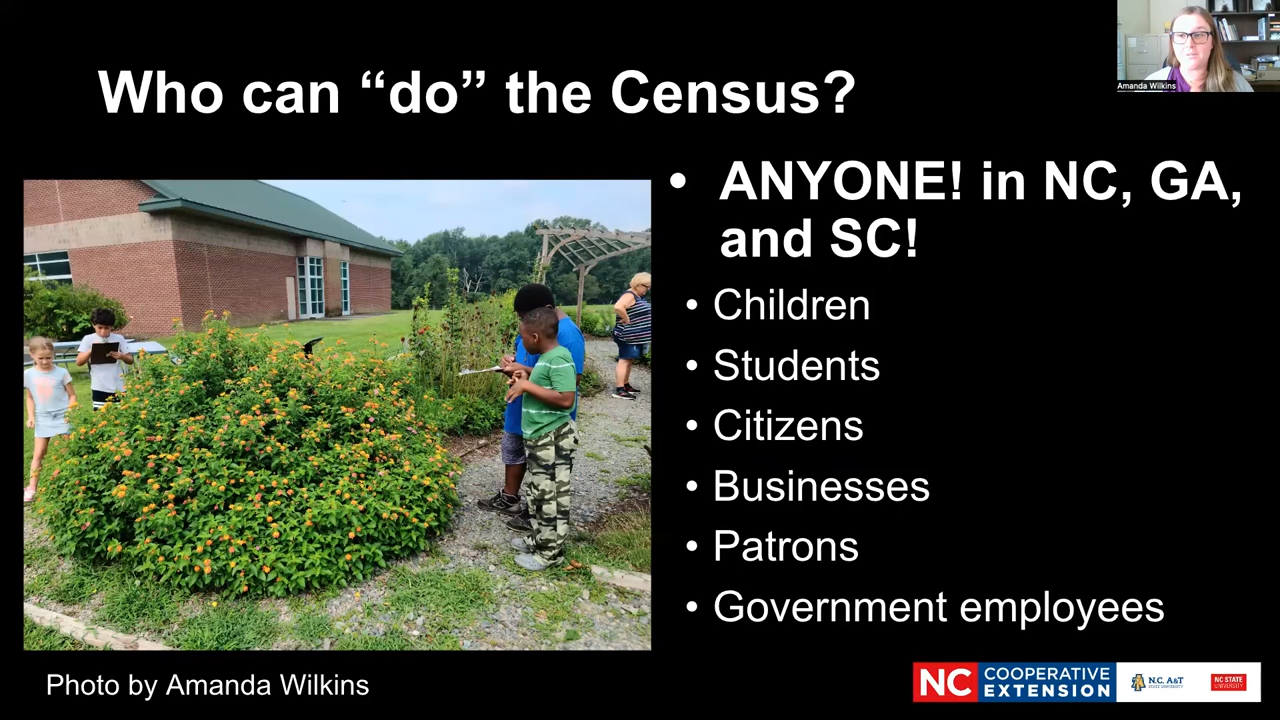 Amanda Wilkins
Who can “do” the Census?
• ANYONE! in NC, GA,
and SC!
• Children
• Students
• Citizens
• Businesses
• Patrons
• Government employees
Photo by Amanda Wilkins
NC COOPERATIVE
EXTENSION
N.C. A&T
STATE UNIVERSITY
NC STATE
UNIVERSITY